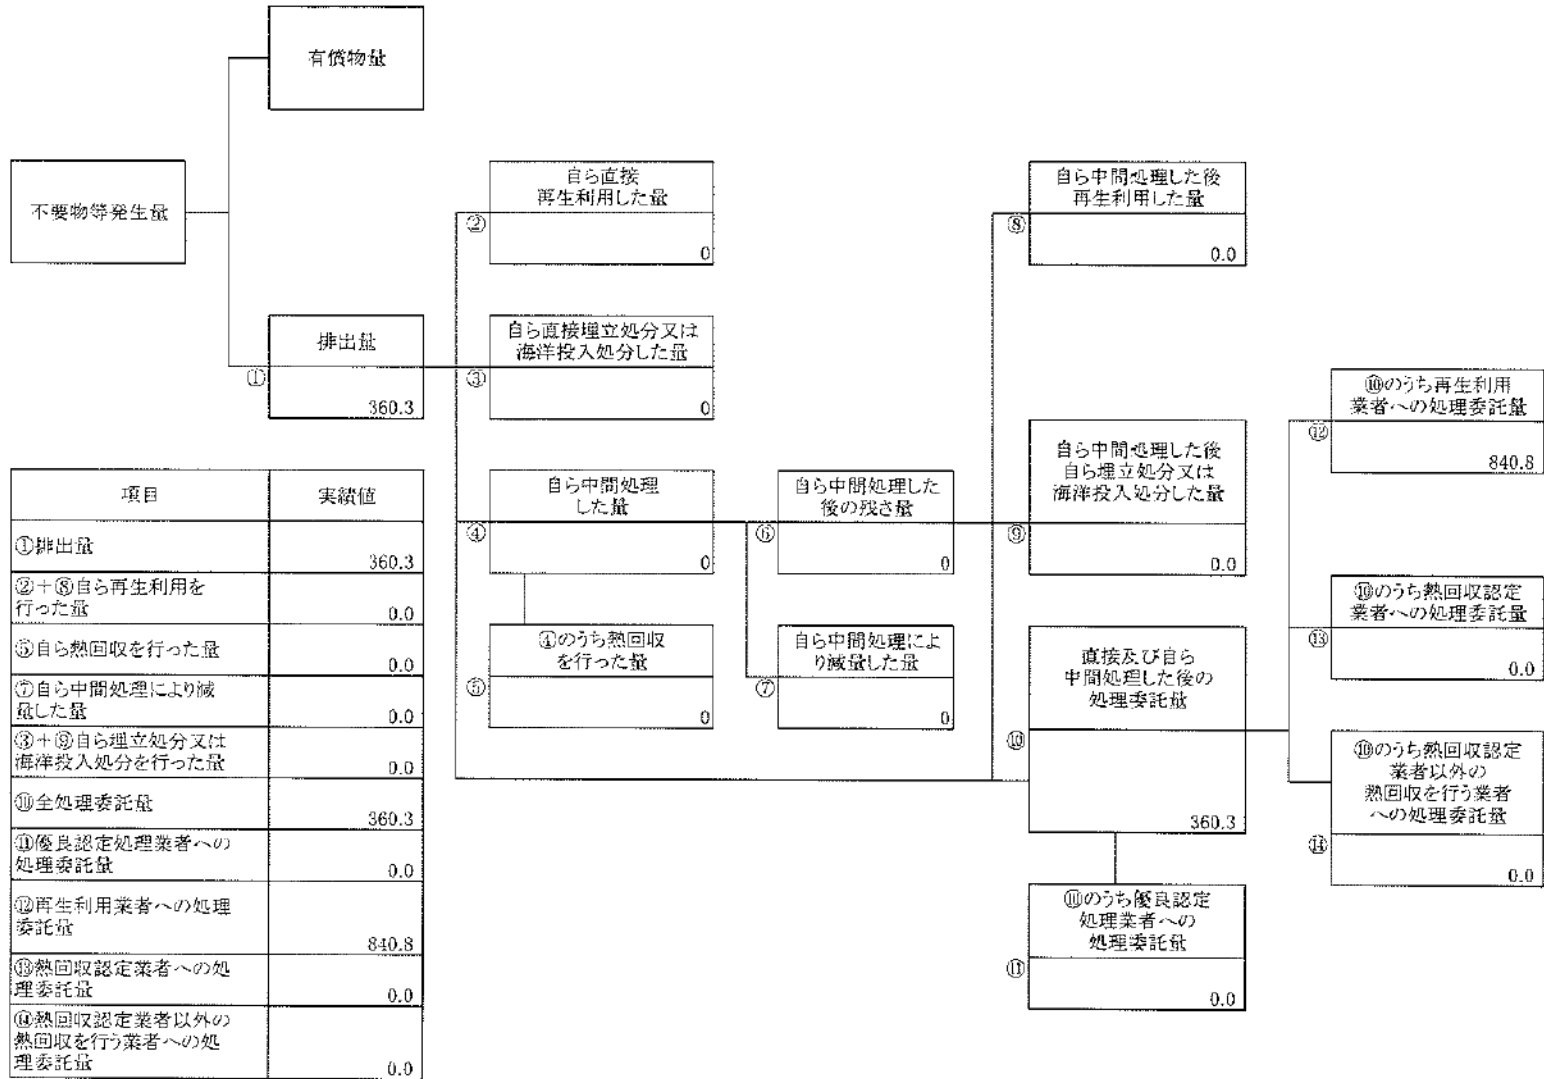 有償物量
不要物等発生量
排出量
①
360.3
自ら直接
再生利用した量
②
0
自ら直接埋立処分又は
海洋投入処分した量
③
0
自ら中間処理
した量
④
0
④のうち熱回収
を行った量
⑤
0
自ら中間処理した
後の残さ量
⑥
0
自ら中間処理によ
り減量した量
⑦
0
自ら中間処理した後
再生利用した量
⑧
0.0
自ら中間処理した後
自ら埋立処分又は
海洋投入処分した量
⑨
0.0
直接及び自ら
中間処理した後の
処理委託量
⑩
360.3
⑩のうち優良認定
処理業者への
処理委託量
⑪
0.0
⑩のうち再生利用
業者への処理委託量
⑫
840.8
⑩のうち熱回収認定
業者への処理委託量
⑬
0.0
⑩のうち熱回収認定
業者以外の
熱回収を行う業者
への処理委託量
⑭
0.0
項目 実績値
①排出量
360.3
②+⑧自ら再生利用を
行った量
0.0
⑤自ら熱回収を行った量
0.0
⑦自ら中間処理により減
量した量
0.0
③+⑨自ら埋立処分又は
海洋投入処分を行った量
0.0
⑩全処理委託量
360.3
⑪優良認定処理業者への
処理委託量
0.0
⑫再生利用業者への処理
委託量
840.8
⑬熱回収認定業者への処
理委託量
0.0
⑭熱回収認定業者以外の
熱回収を行う業者への処
理委託量
0.0